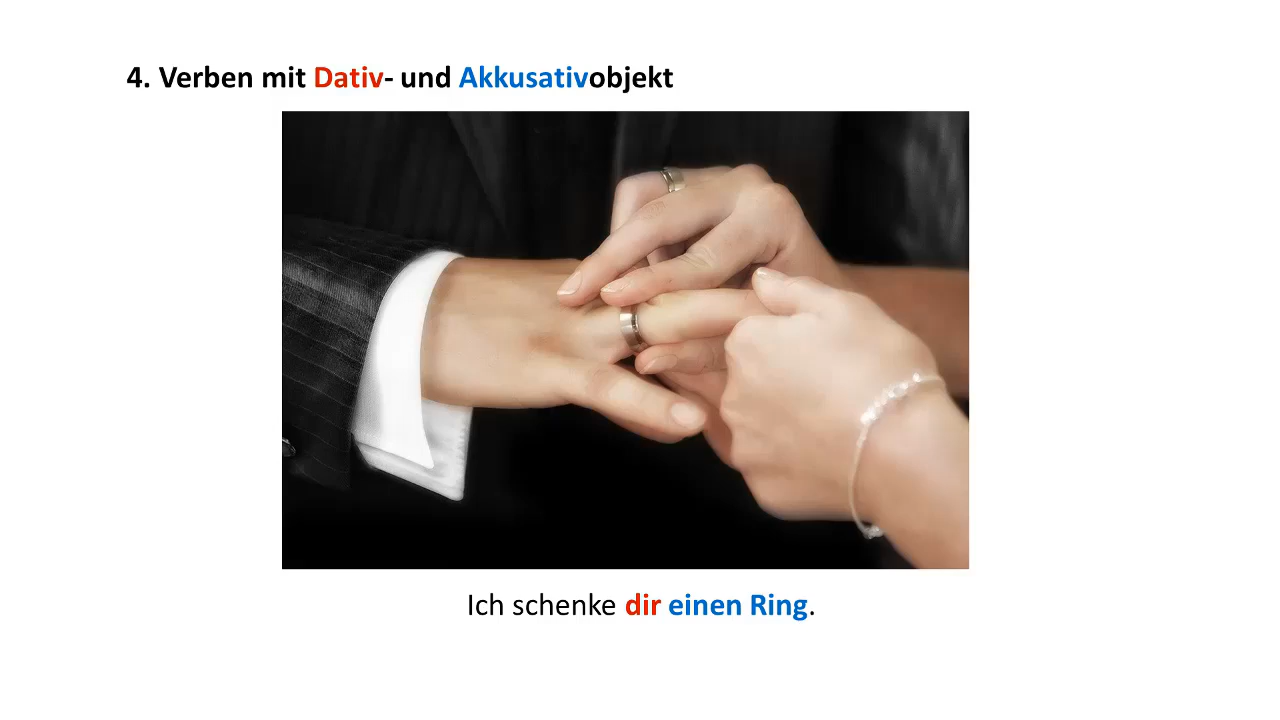 4. Verben mit Dativ- und Akkusativobjekt
Ich schenke dir einen Ring.